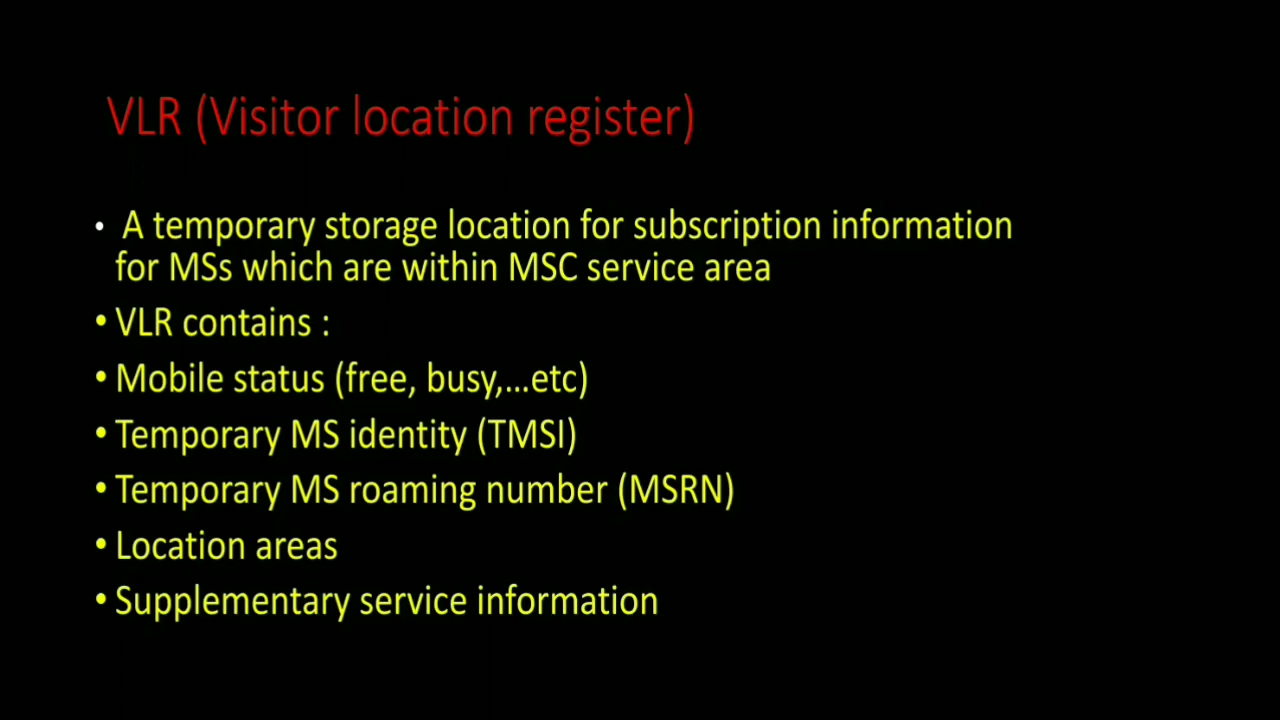 VLR (Visitor location register)
• A temporary storage location for subscription information
for MSs which are within MSC service area
• VLR contains :
• Mobile status (free, busy,...etc)
• Temporary MS identity (TMSI)
• Temporary MS roaming number (MSRN)
• Location areas
• Supplementary service information